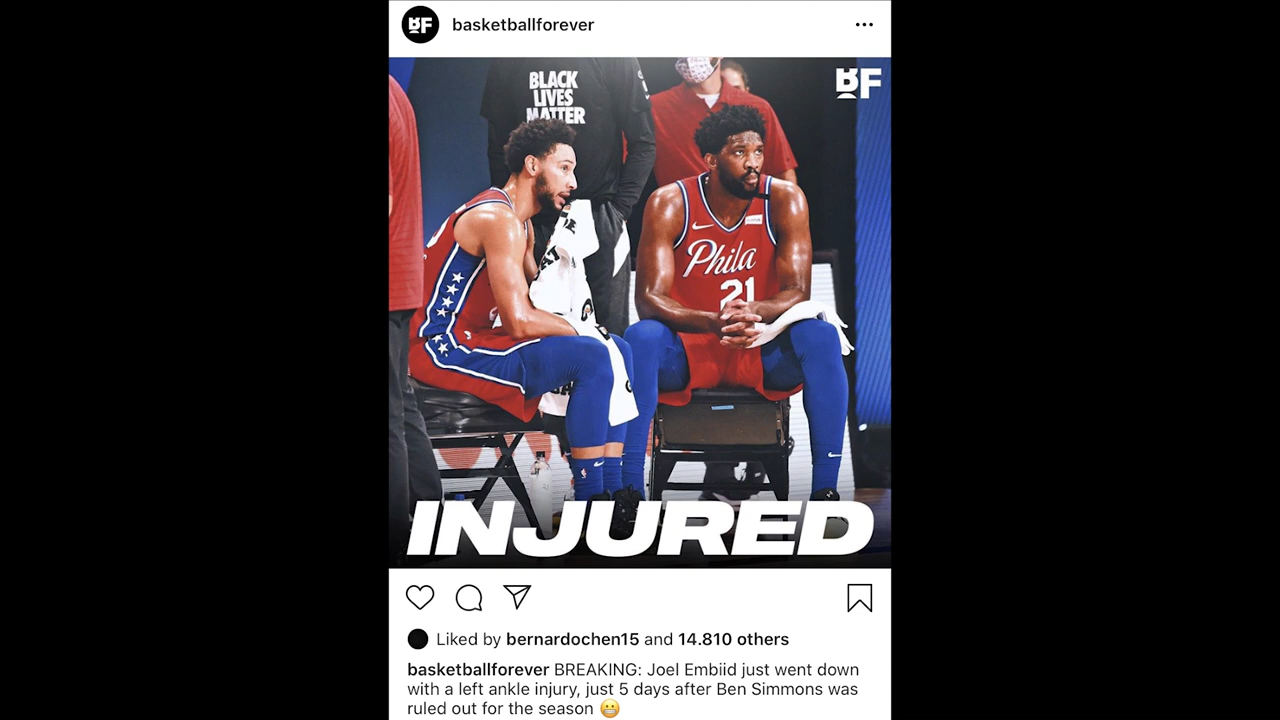 BF
basketballforever
BF
BLACK
LIVES
MATTER
Phila
21
INJURED
Liked by bernardochen15 and 14.810 others
basketballforever BREAKING: Joel Embiid just went down
with a left ankle injury, just 5 days after Ben Simmons was
ruled out for the season 😬